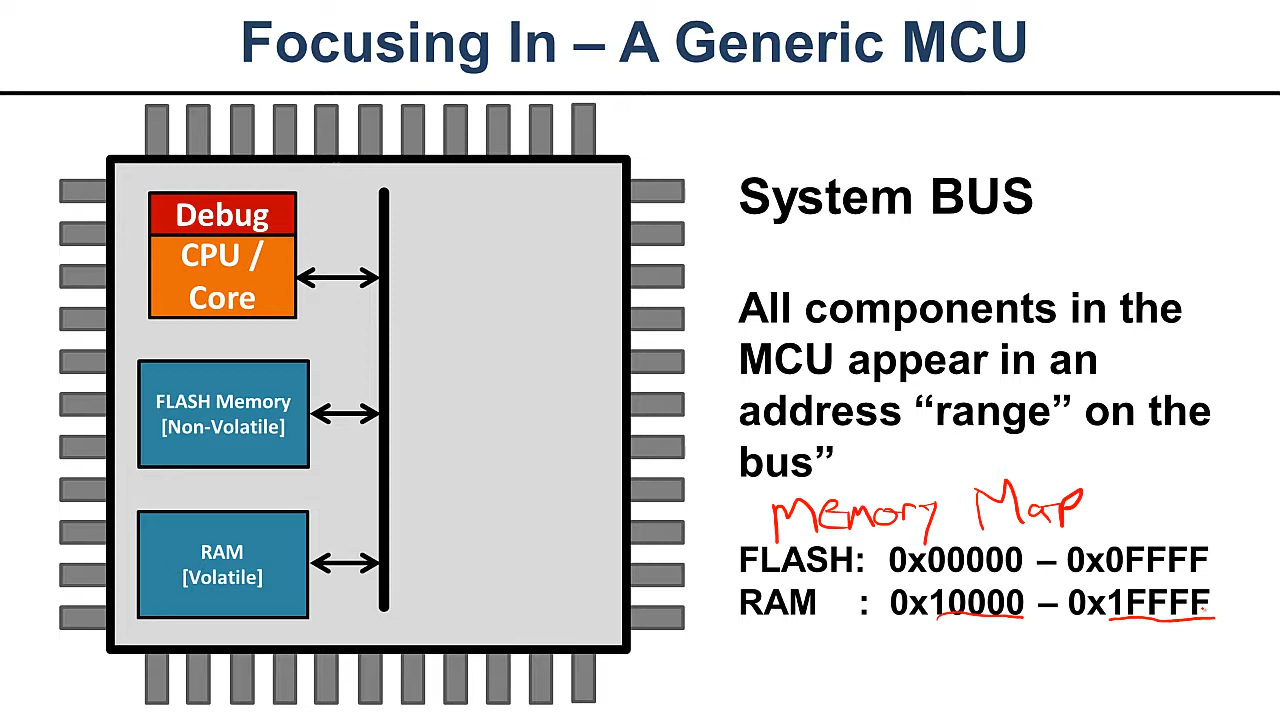 Focusing In – A Generic MCU
Debug
CPU /
Core
FLASH Memory
[Non-Volatile]
RAM
[Volatile]
System BUS
All components in the
MCU appear in an
address “range” on the
bus”
Memory Map
FLASH: 0x00000 – 0x0FFFF
RAM : 0x10000 – 0x1FFFF